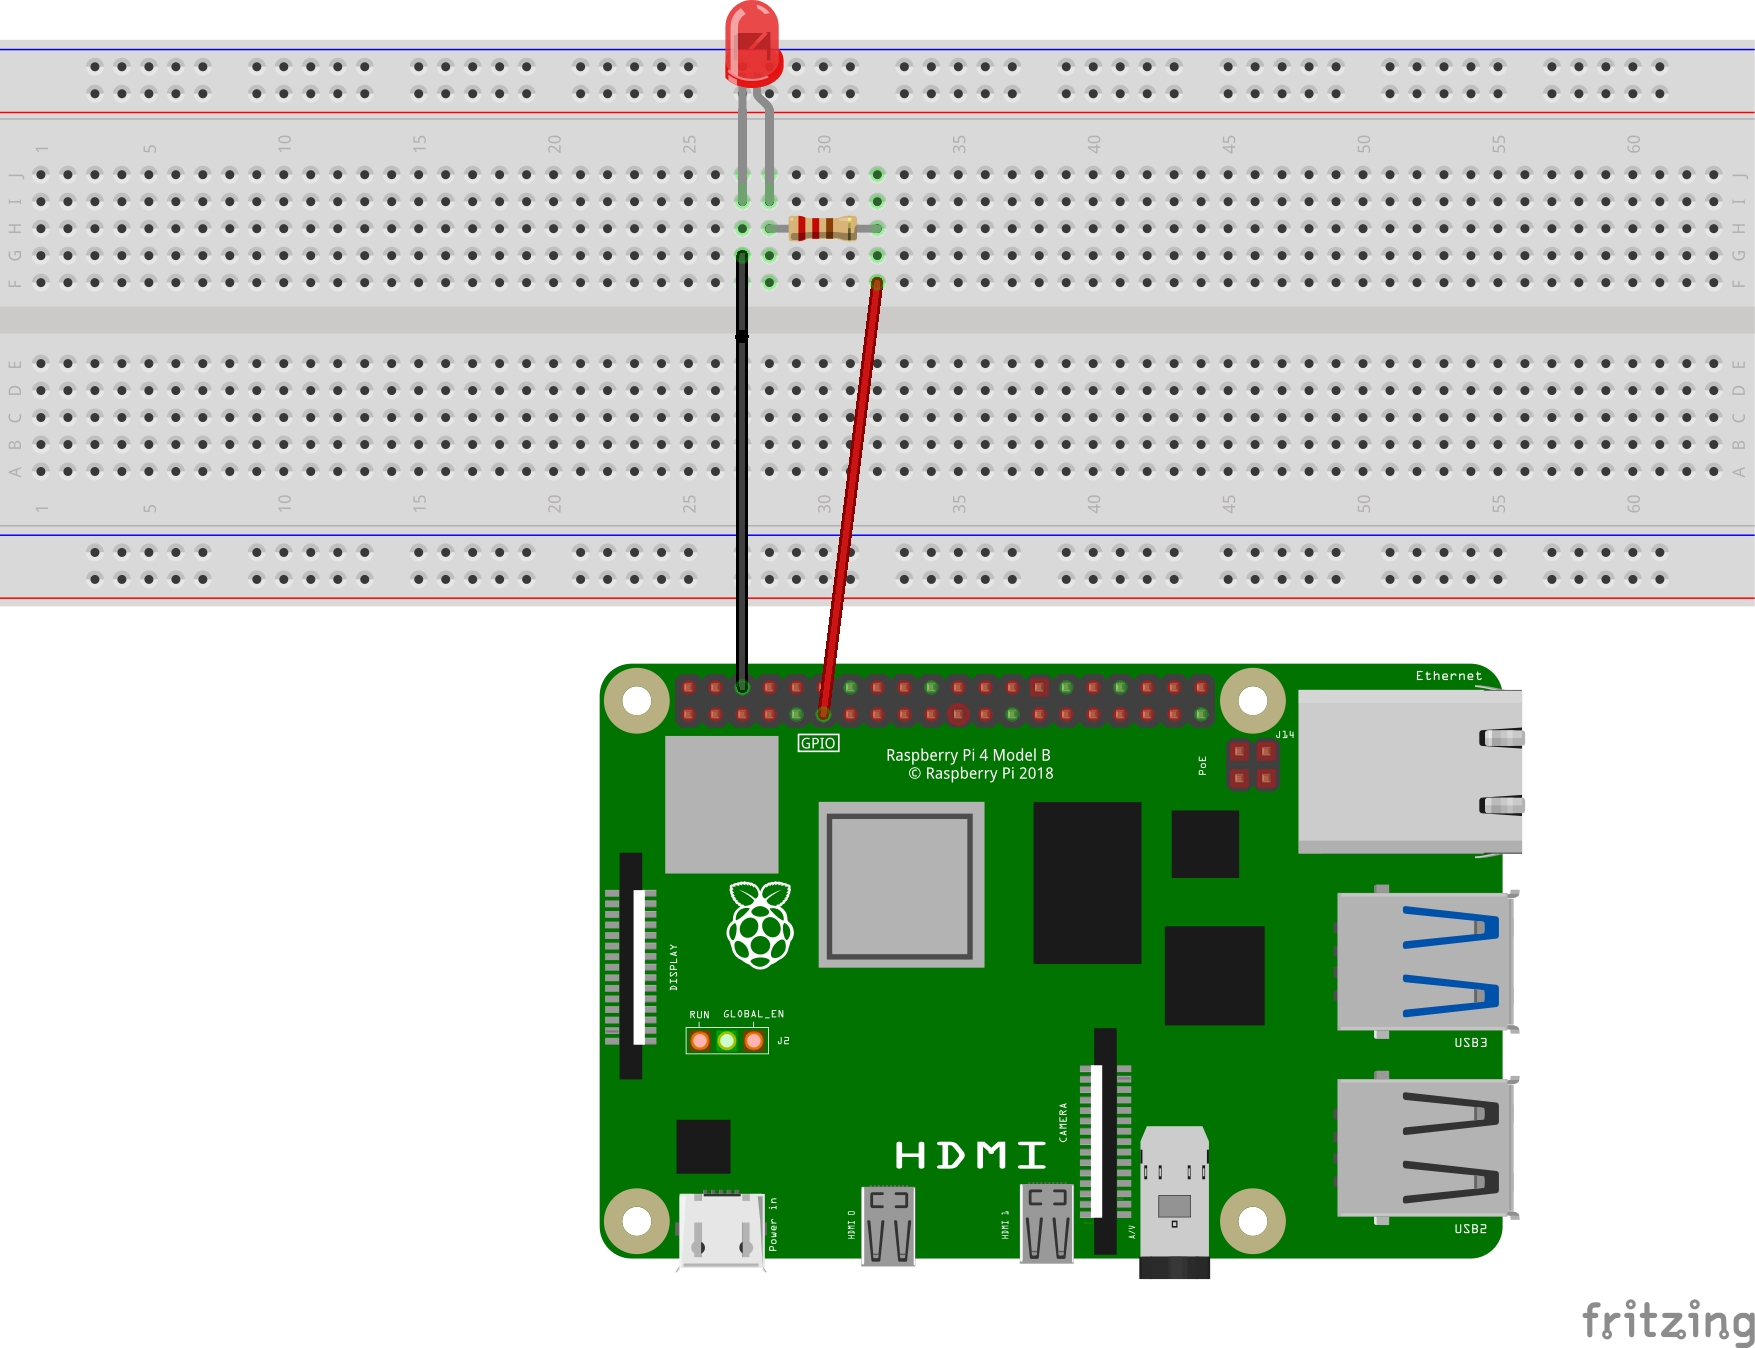 1 5 10 15 20 25 30 35 40 45 50 55 60
J J
I I
H H
G G
F F
E E
D D
C C
B B
A A
1 5 10 15 20 25 30 35 40 45 50 55 60
Ethernet
J14
GPIO
Raspberry Pi 4 Model B
© Raspberry Pi 2018
PoE
DISPLAY
RUN GLOBAL_EN
J2
USB3
CAMERA
HDMI
Power in
HDMI 0
HDMI 1
A/V
USB2
fritzing